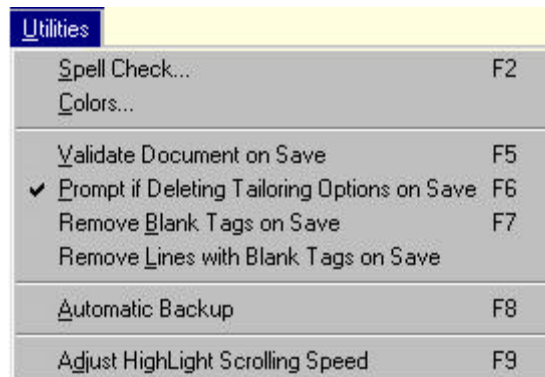 Utilities
Spell Check... F2
Colors...
Validate Document on Save F5
Prompt if Deleting Tailoring Options on Save F6
Remove Blank Tags on Save F7
Remove Lines with Blank Tags on Save
Automatic Backup F8
Adjust HighLight Scrolling Speed F9